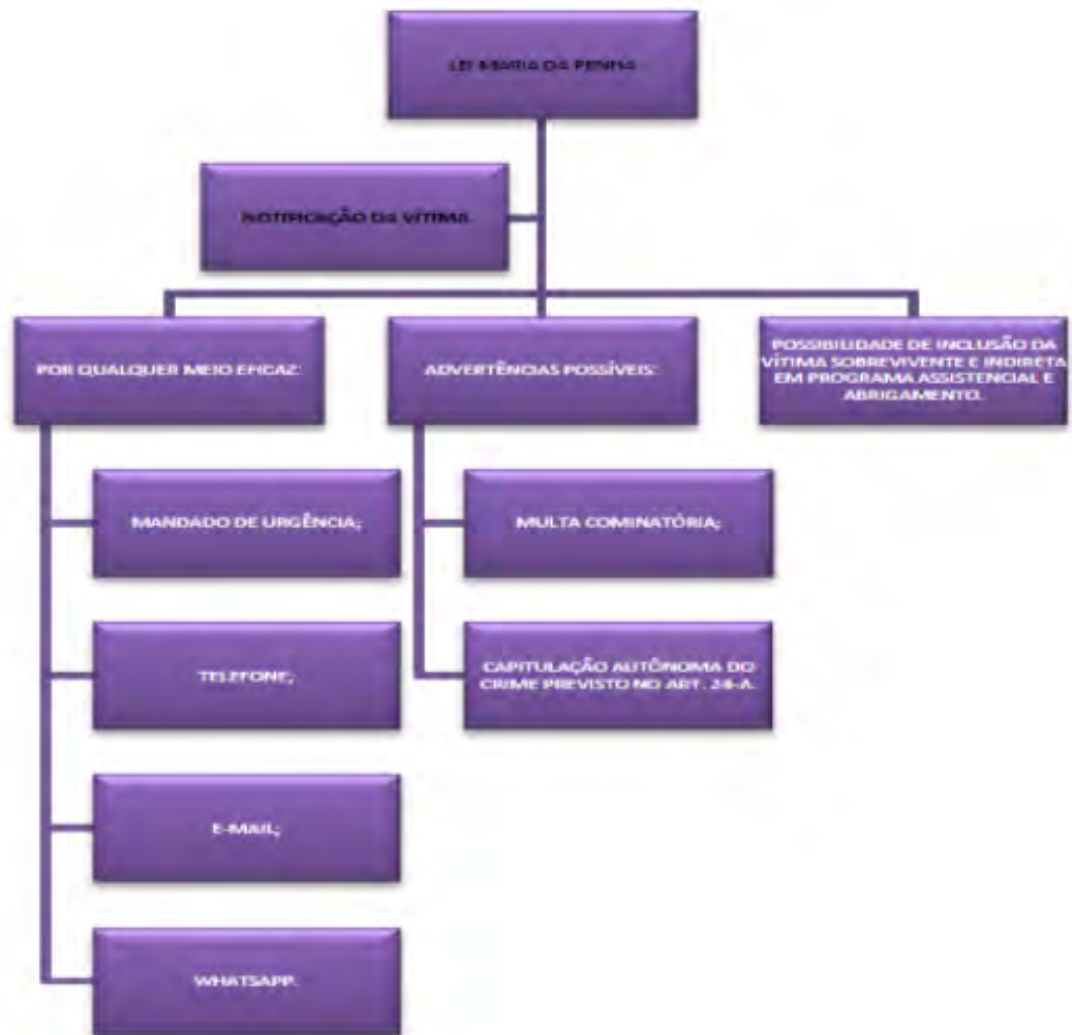 LEI MARIA DA PENHA
NOTIFICAÇÃO DA VÍTIMA
POR QUALQUER MEIO EFICAZ:
ADVERTÊNCIAS POSSÍVEIS:
POSSIBILIDADE DE INCLUSÃO DA
VÍTIMA SOBREVIVENTE E INDIRETA
EM PROGRAMA ASSISTENCIAL E
ABRIGAMENTO.
MANDADO DE URGÊNCIA;
MULTA COMINATÓRIA;
TELEFONE;
CAPITULAÇÃO AUTÔNOMA DO
CRIME PREVISTO NO ART. 24-A.
E-MAIL;
WHATSAPP.